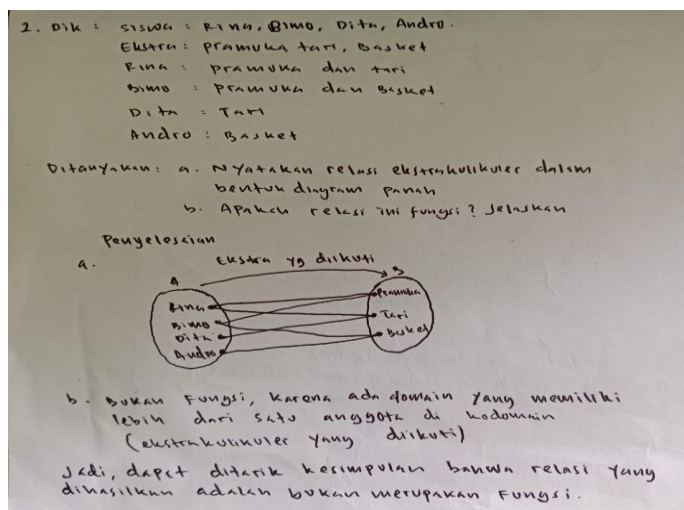 2. Dik : siswa : Rina, Bimo, Dita, Andro.
Ekstra : pramuka tari, Basket
Rina : pramuka dan tari
Bimo : pramuka dan Basket
Dita : Tari
Andro : Basket
Ditanyakan : a. Nyatakan relasi ekstrakulikuler dalam
bentuk diagram panah
b. Apakah relasi ini fungsi ? Jelaskan
Penyelesaian
a. Ekstra yg diikuti
A B
Rina Pramuka
Bimo Tari
Dita Basket
Andro
b. Bukan Fungsi, karena ada domain yang memiliki
lebih dari satu anggota di kodomain
(ekstrakulikuler yang diikuti)
Jadi, dapat ditarik kesimpulan bahwa relasi yang
dihasilkan adalah bukan merupakan Fungsi.